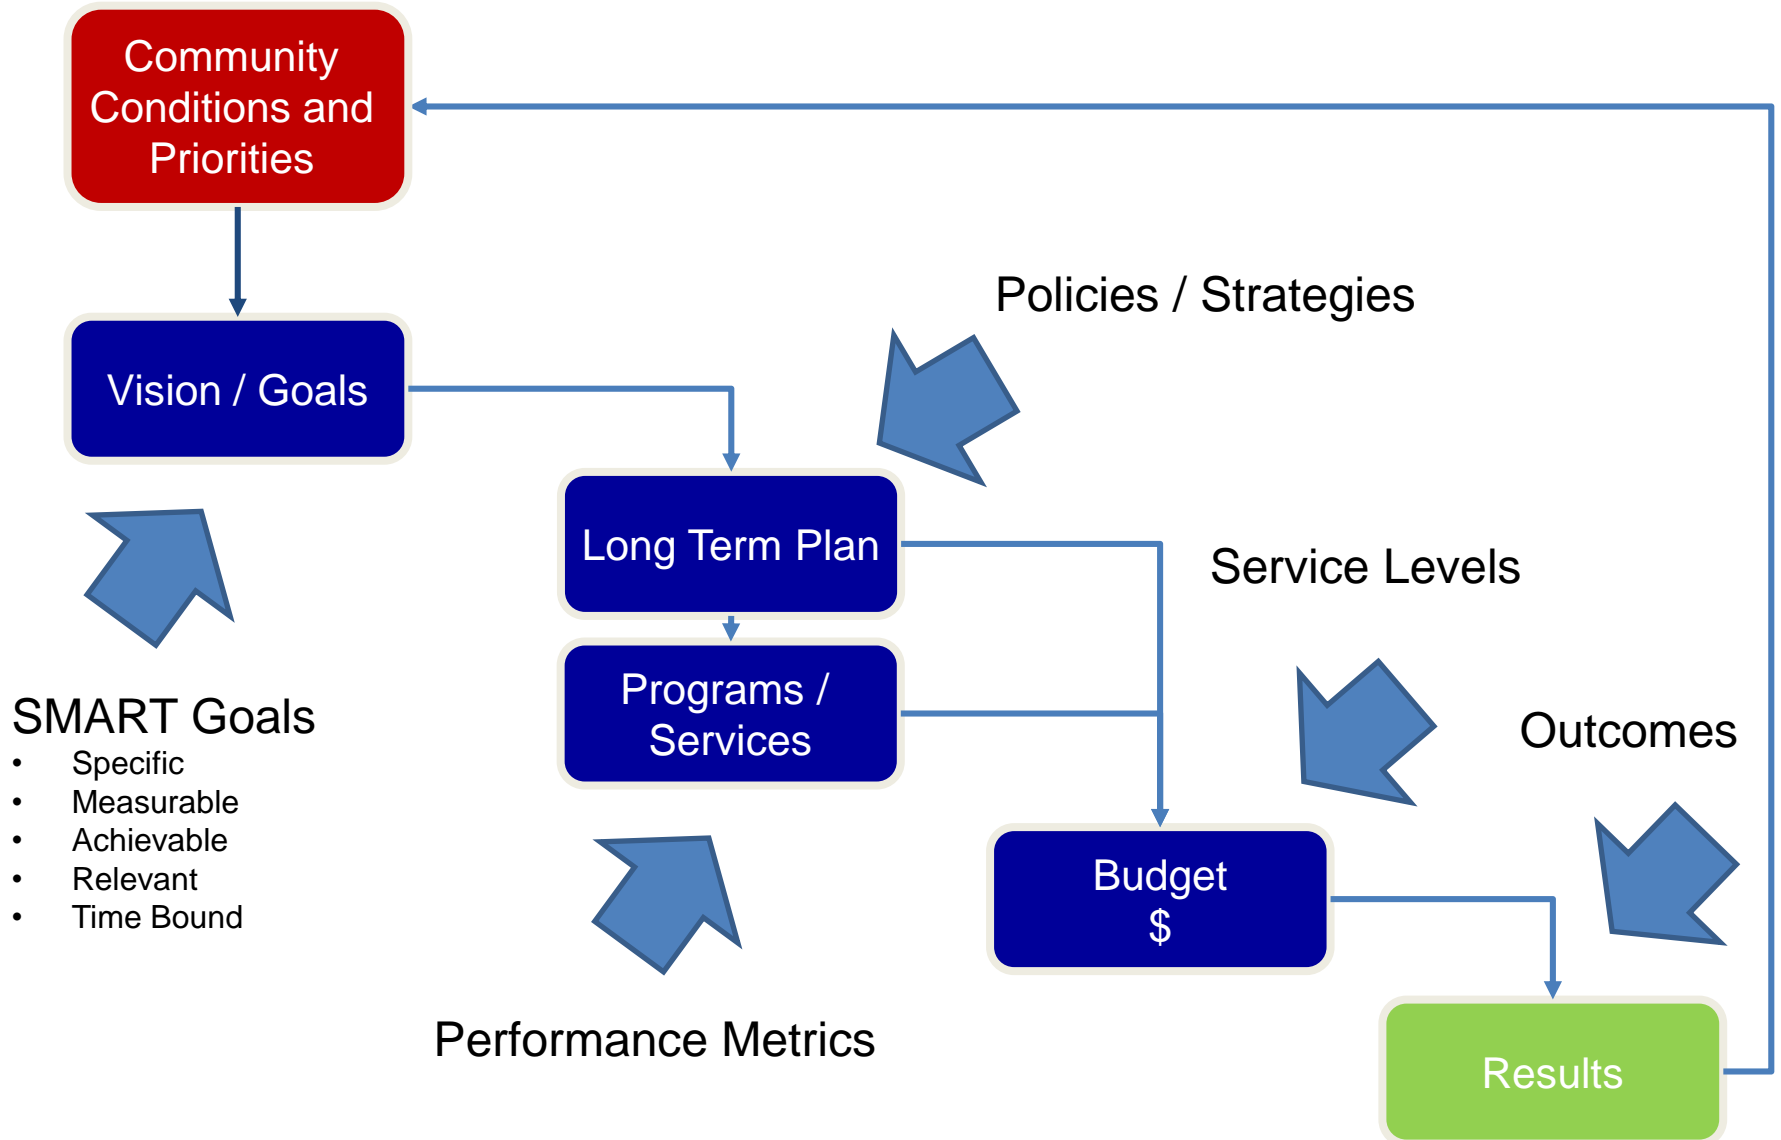 Community
Conditions and
Priorities
Policies / Strategies
Vision / Goals
Long Term Plan
Service Levels
Programs /
Services
SMART Goals
• Specific
• Measurable
• Achievable
• Relevant
• Time Bound
Outcomes
Budget
$
Performance Metrics
Results